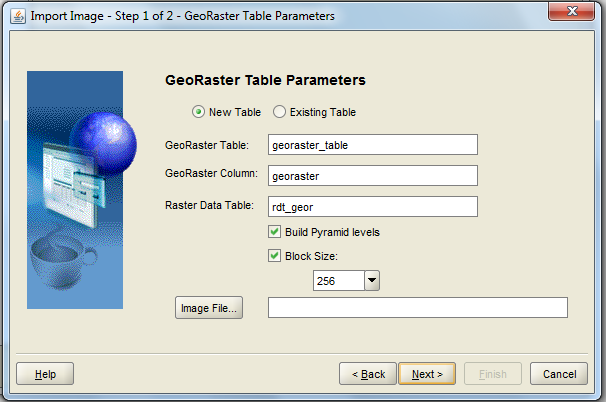 Import Image - Step 1 of 2 - GeoRaster Table Parameters
GeoRaster Table Parameters
New Table Existing Table
GeoRaster Table: georaster_table
GeoRaster Column: georaster
Raster Data Table: rdt_geor
Build Pyramid levels
Block Size:
256
Image File...
Help < Back Next > Finish Cancel